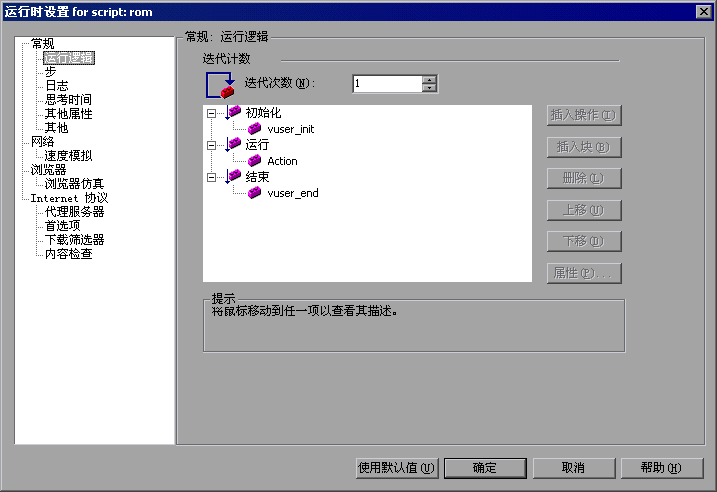 运行时设置 for script: rom
常规
运行逻辑
步
日志
思考时间
其他属性
其他
网络
速度模拟
浏览器
浏览器仿真
Internet 协议
代理服务器
首选项
下载筛选器
内容检查
常规: 运行逻辑
迭代计数
迭代次数(N): 1
初始化
vuser_init
运行
Action
结束
vuser_end
插入操作(I)
插入块(B)
删除(L)
上移(U)
下移(D)
属性(P)...
提示
将鼠标移动到任一项以查看其描述。
使用默认值(U) 确定 取消 帮助(H)